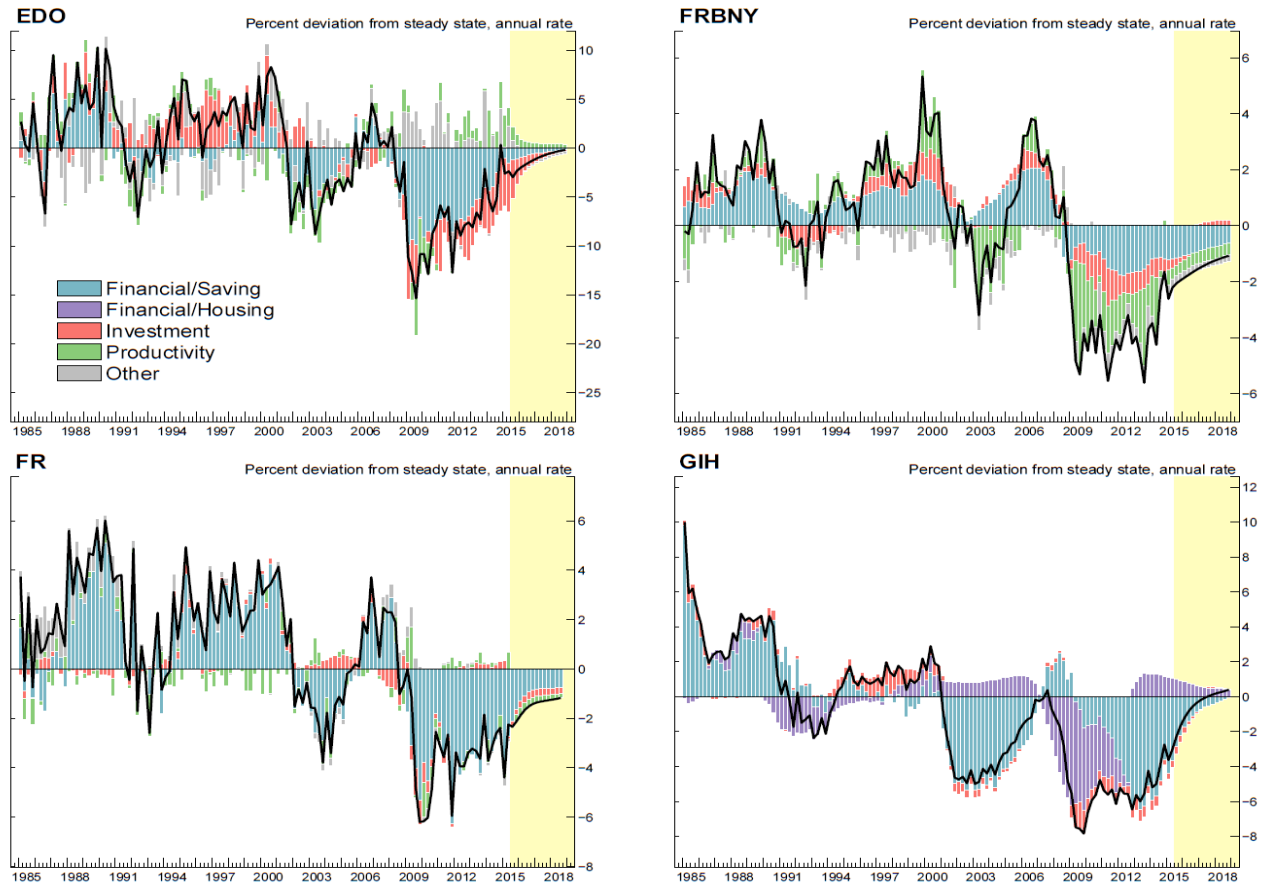 EDO
Percent deviation from steady state, annual rate
10
5
0
−5
−10
−15
−20
−25
Financial/Saving
Financial/Housing
Investment
Productivity
Other
1985 1988 1991 1994 1997 2000 2003 2006 2009 2012 2015 2018
FRBNY
Percent deviation from steady state, annual rate
4
2
0
−2
−4
−6
1985 1988 1991 1994 1997 2000 2003 2006 2009 2012 2015 2018
FR
Percent deviation from steady state, annual rate
6
4
2
0
−2
−4
−6
−8
1985 1988 1991 1994 1997 2000 2003 2006 2009 2012 2015 2018
GIH
Percent deviation from steady state, annual rate
12
10
8
6
4
2
0
−2
−4
−6
−8
1985 1988 1991 1994 1997 2000 2003 2006 2009 2012 2015 2018